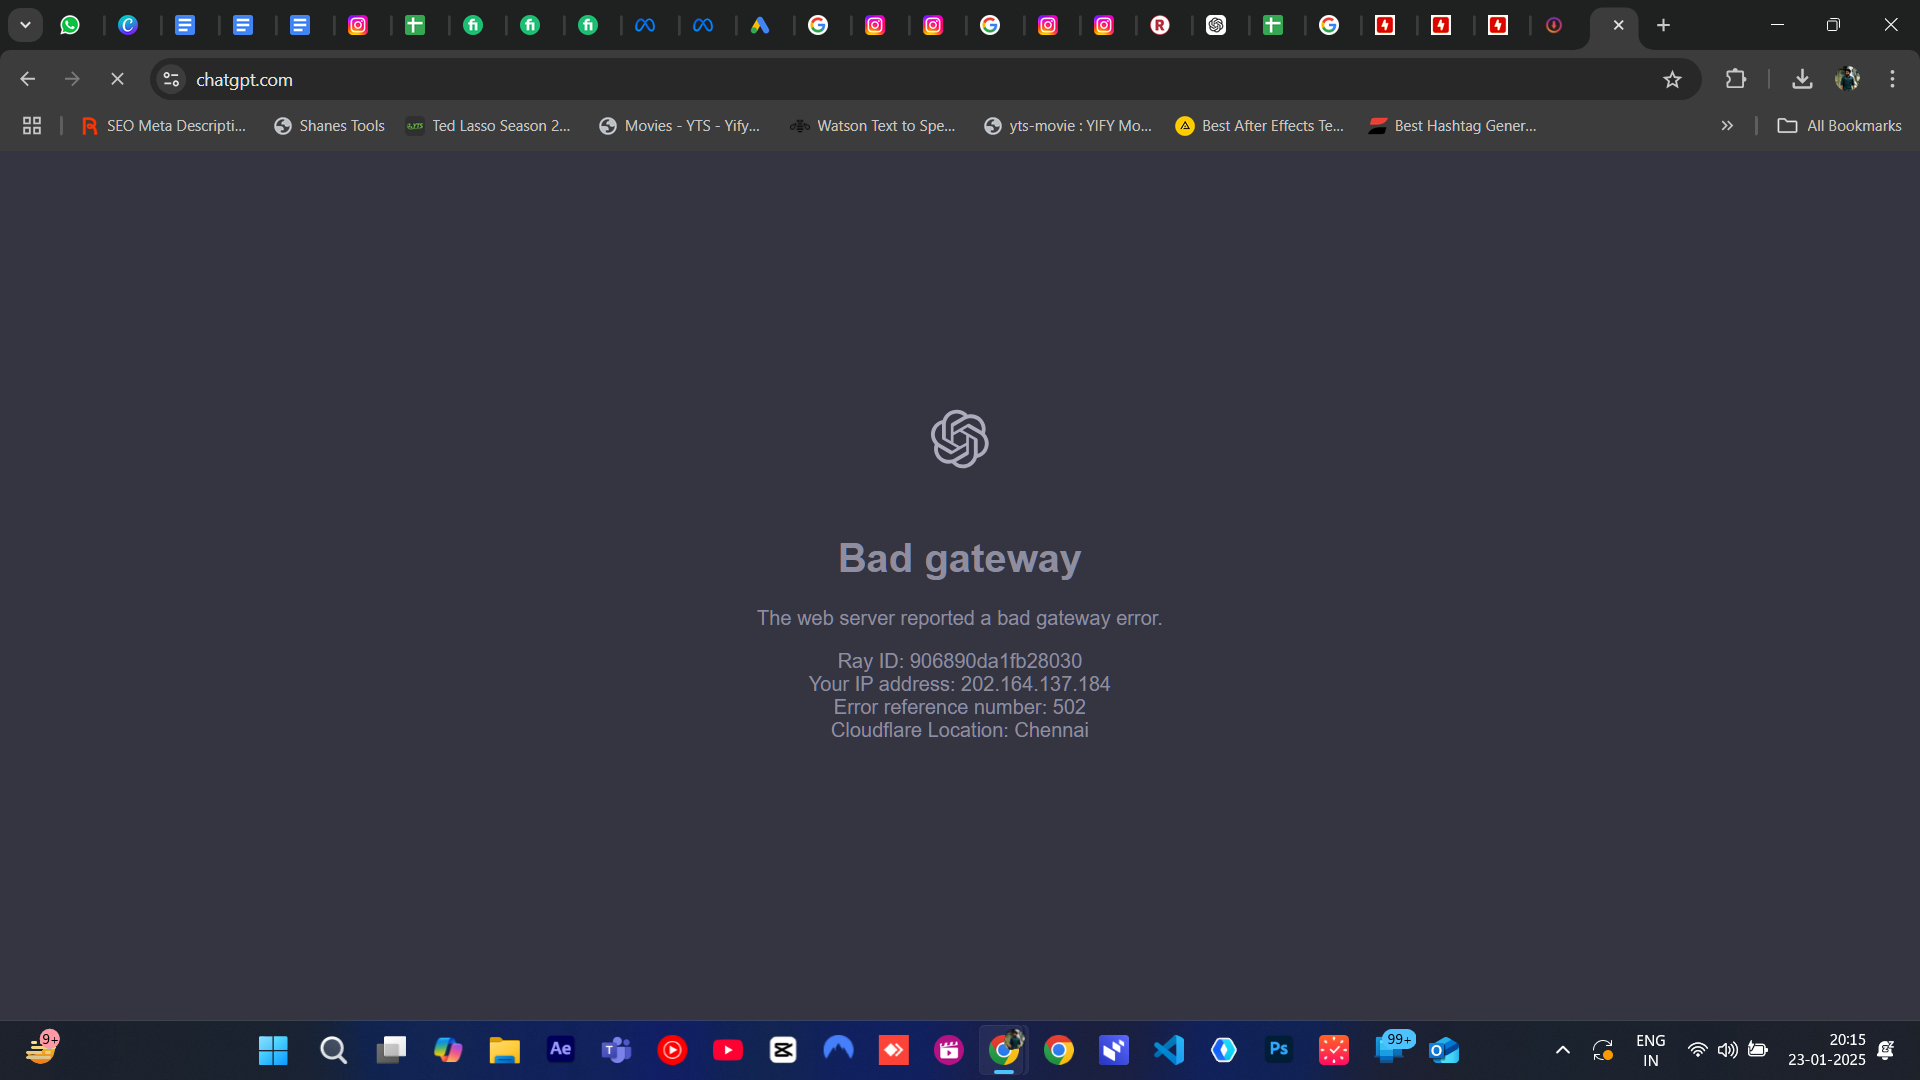 chatgpt.com
SEO Meta Descripti...
Shanes Tools
Ted Lasso Season 2...
Movies - YTS - Yify...
Watson Text to Spe...
yts-movie : YIFY Mo...
Best After Effects Te...
Best Hashtag Gener...
All Bookmarks
Bad gateway
The web server reported a bad gateway error.
Ray ID: 906890da1fb28030
Your IP address: 202.164.137.184
Error reference number: 502
Cloudflare Location: Chennai
9+
Ae
Ps
99+
ENG
IN
20:15
23-01-2025